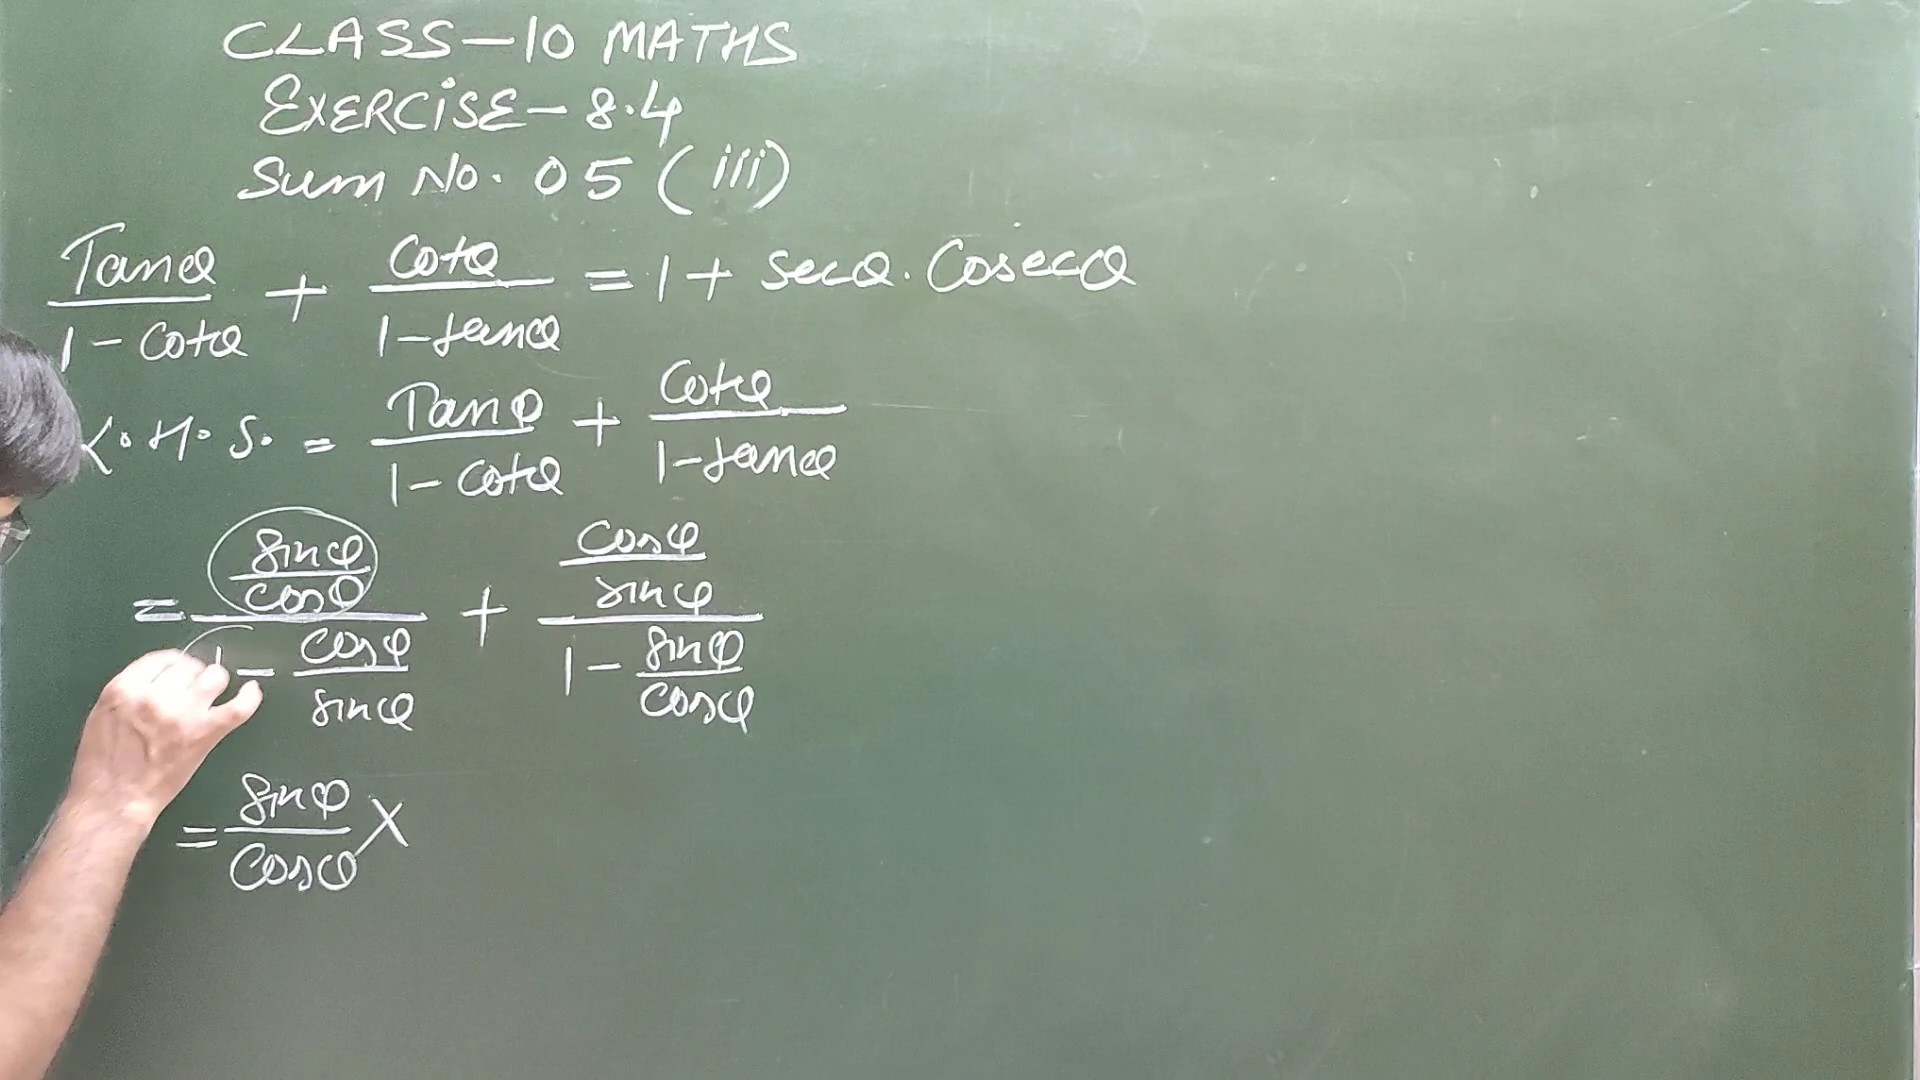 CLASS-10 MATHS
EXERCISE-8.4
Sum No. 05 (iii)
Tanθ/(1-cotθ) + Cotθ/(1-tanθ) = 1 + secθ. Cosecθ
L.H.S. = Tanθ/(1-cotθ) + Cotθ/(1-tanθ)
= (sinθ/cosθ)/(1-cosθ/sinθ) + (cosθ/sinθ)/(1-sinθ/cosθ)
= sinθ/cosθ ×